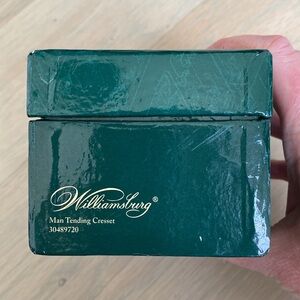 Williamsburg®
Man Tending Cresset
30489720